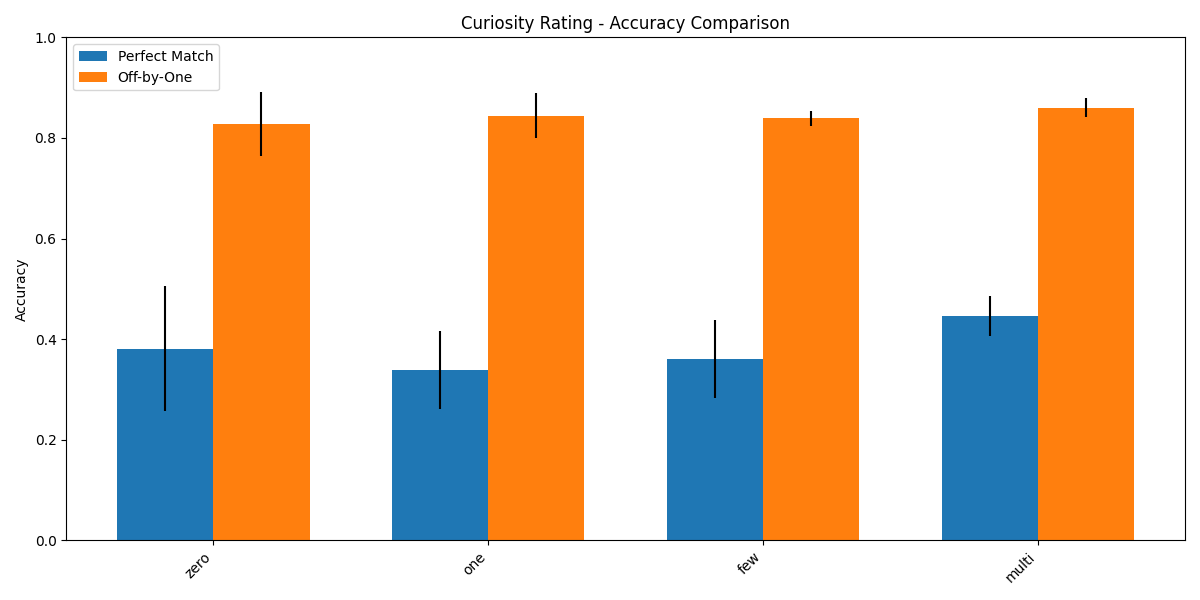 Curiosity Rating - Accuracy Comparison
Perfect Match
Off-by-One
Accuracy
1.0
0.8
0.6
0.4
0.2
0.0
zero
one
few
multi